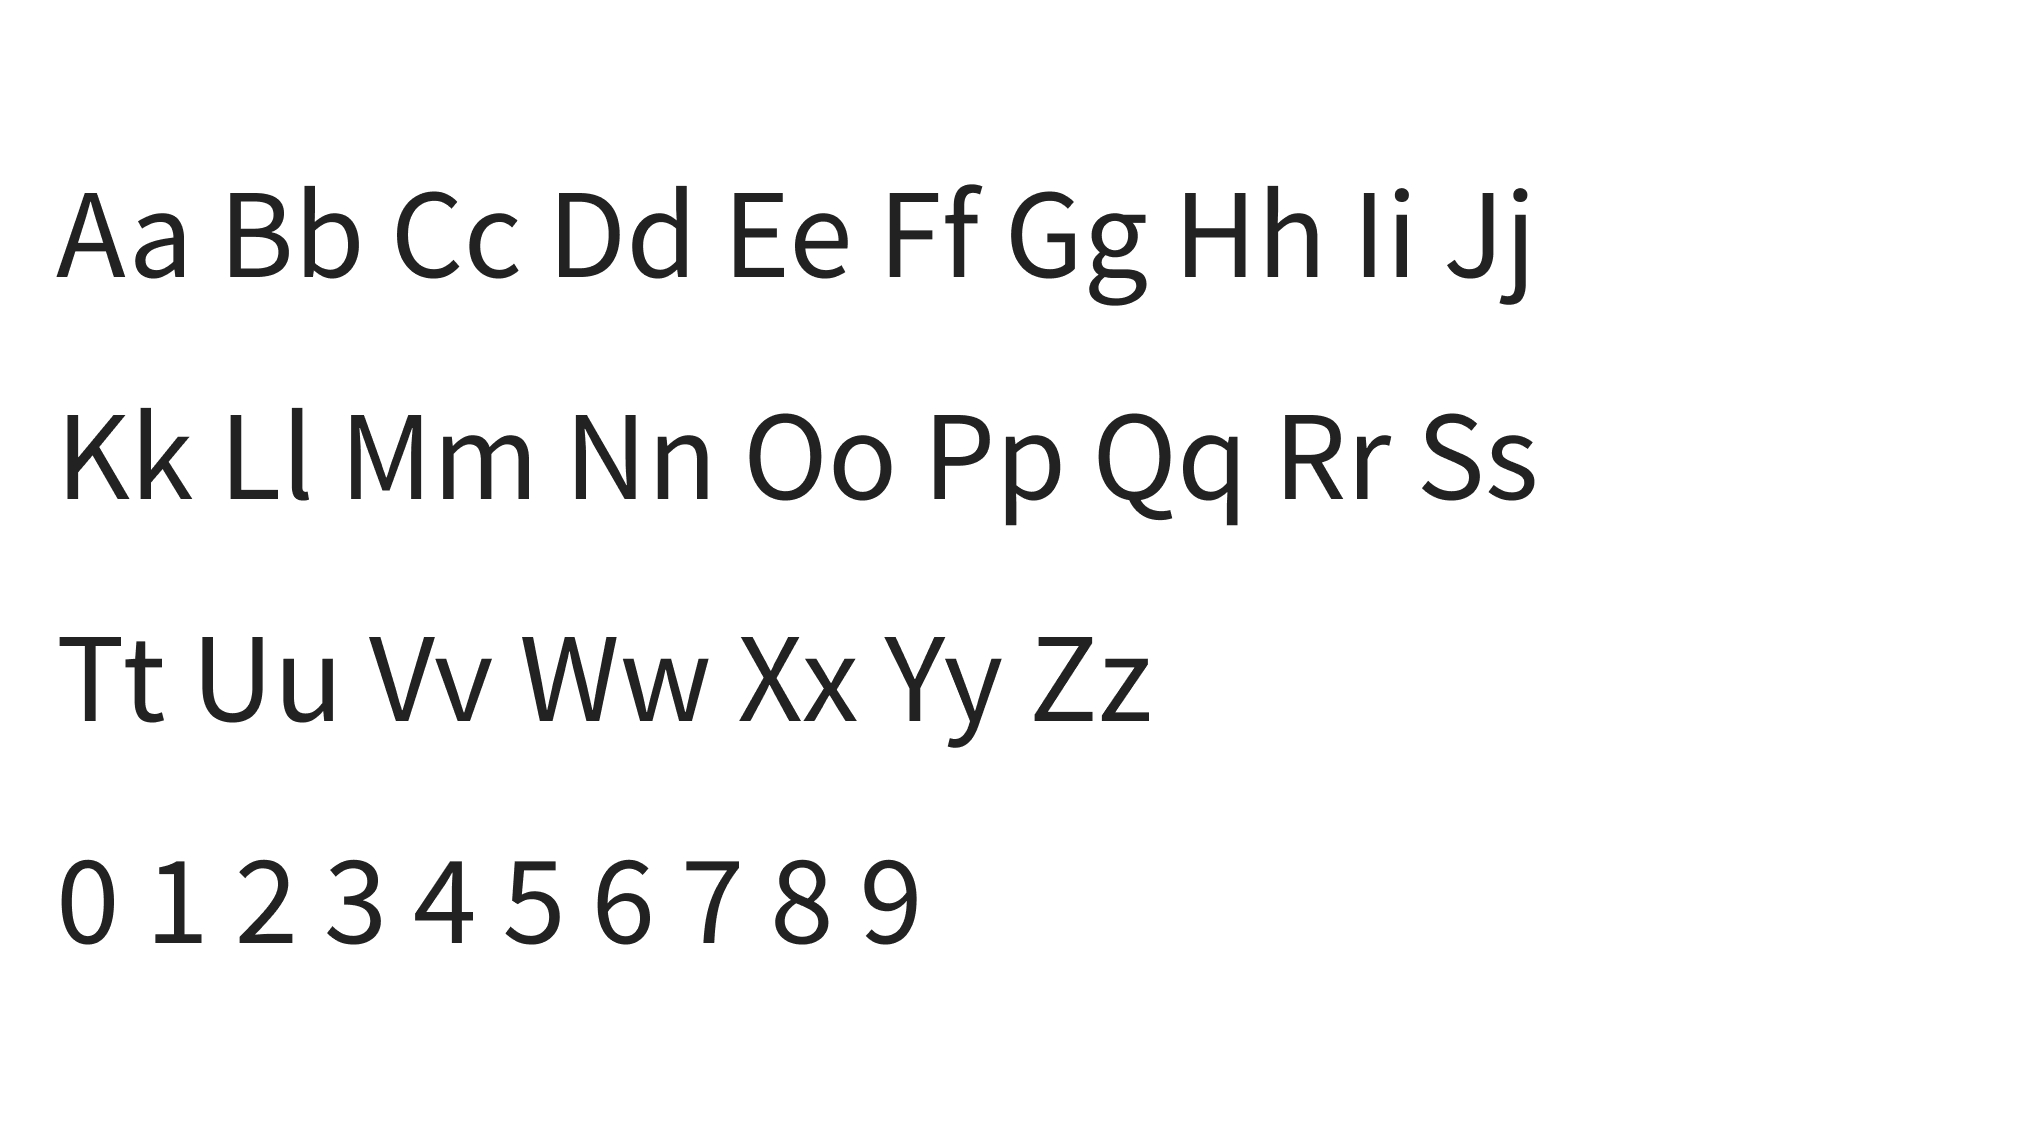 Aa Bb Cc Dd Ee Ff Gg Hh Ii Jj
Kk Ll Mm Nn Oo Pp Qq Rr Ss
Tt Uu Vv Ww Xx Yy Zz
0 1 2 3 4 5 6 7 8 9